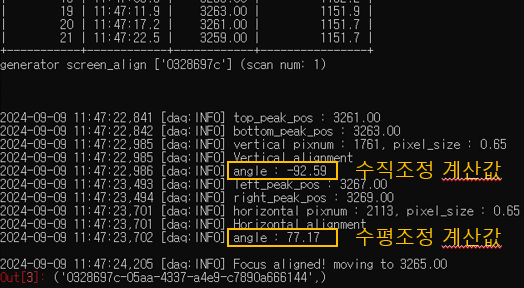 19 | 11:47:11.9 | 3263.00 | 1151.9
20 | 11:47:17.2 | 3261.00 | 1151.7
21 | 11:47:22.5 | 3259.00 | 1151.7
generator screen_align ['0328697c'] (scan num: 1)
2024-09-09 11:47:22,841 [daq:INFO] top_peak_pos : 3261.00
2024-09-09 11:47:22,842 [daq:INFO] bottom_peak_pos : 3263.00
2024-09-09 11:47:22,985 [daq:INFO] vertical pixnum : 1761, pixel_size : 0.65
2024-09-09 11:47:22,985 [daq:INFO] Vertical alignment
2024-09-09 11:47:22,986 [daq:INFO] angle : -92.59 수직조정 계산값
2024-09-09 11:47:23,493 [daq:INFO] left_peak_pos : 3267.00
2024-09-09 11:47:23,494 [daq:INFO] right_peak_pos : 3269.00
2024-09-09 11:47:23,701 [daq:INFO] horizontal pixnum : 2113, pixel_size : 0.65
2024-09-09 11:47:23,701 [daq:INFO] Horizontal alignment
2024-09-09 11:47:23,702 [daq:INFO] angle : 77.17 수평조정 계산값
2024-09-09 11:47:24,205 [daq:INFO] Focus aligned! moving to 3265.00
Out[3]: ('0328697c-05aa-4337-a4e9-c7890a666144',)